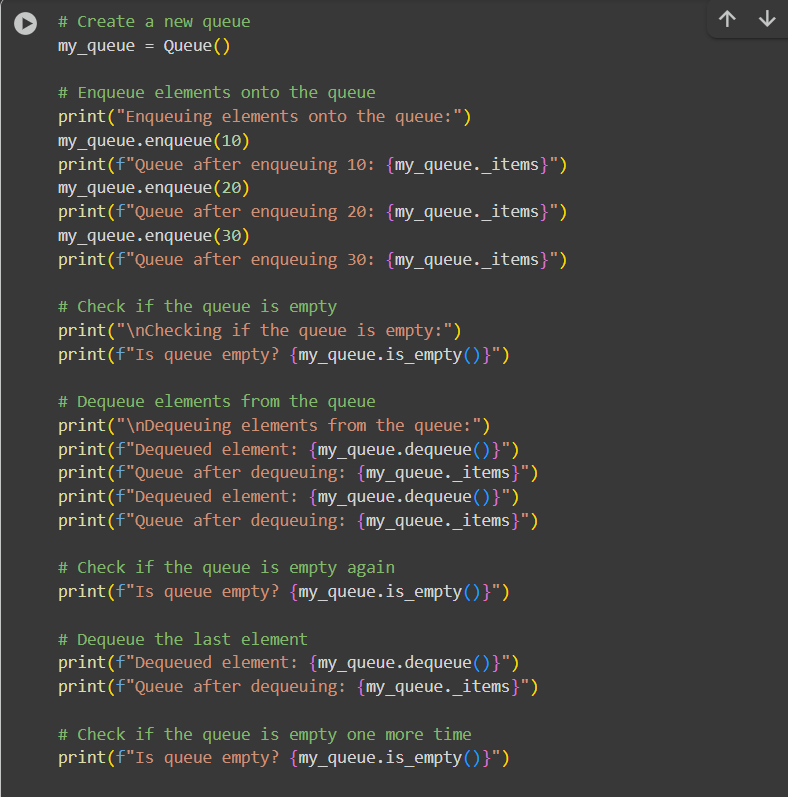 # Create a new queue
my_queue = Queue()
# Enqueue elements onto the queue
print("Enqueuing elements onto the queue:")
my_queue.enqueue(10)
print(f"Queue after enqueuing 10: {my_queue._items}")
my_queue.enqueue(20)
print(f"Queue after enqueuing 20: {my_queue._items}")
my_queue.enqueue(30)
print(f"Queue after enqueuing 30: {my_queue._items}")
# Check if the queue is empty
print("\nChecking if the queue is empty:")
print(f"Is queue empty? {my_queue.is_empty()}")
# Dequeue elements from the queue
print("\nDequeuing elements from the queue:")
print(f"Dequeued element: {my_queue.dequeue()}")
print(f"Queue after dequeuing: {my_queue._items}")
print(f"Dequeued element: {my_queue.dequeue()}")
print(f"Queue after dequeuing: {my_queue._items}")
# Check if the queue is empty again
print(f"Is queue empty? {my_queue.is_empty()}")
# Dequeue the last element
print(f"Dequeued element: {my_queue.dequeue()}")
print(f"Queue after dequeuing: {my_queue._items}")
# Check if the queue is empty one more time
print(f"Is queue empty? {my_queue.is_empty()}")